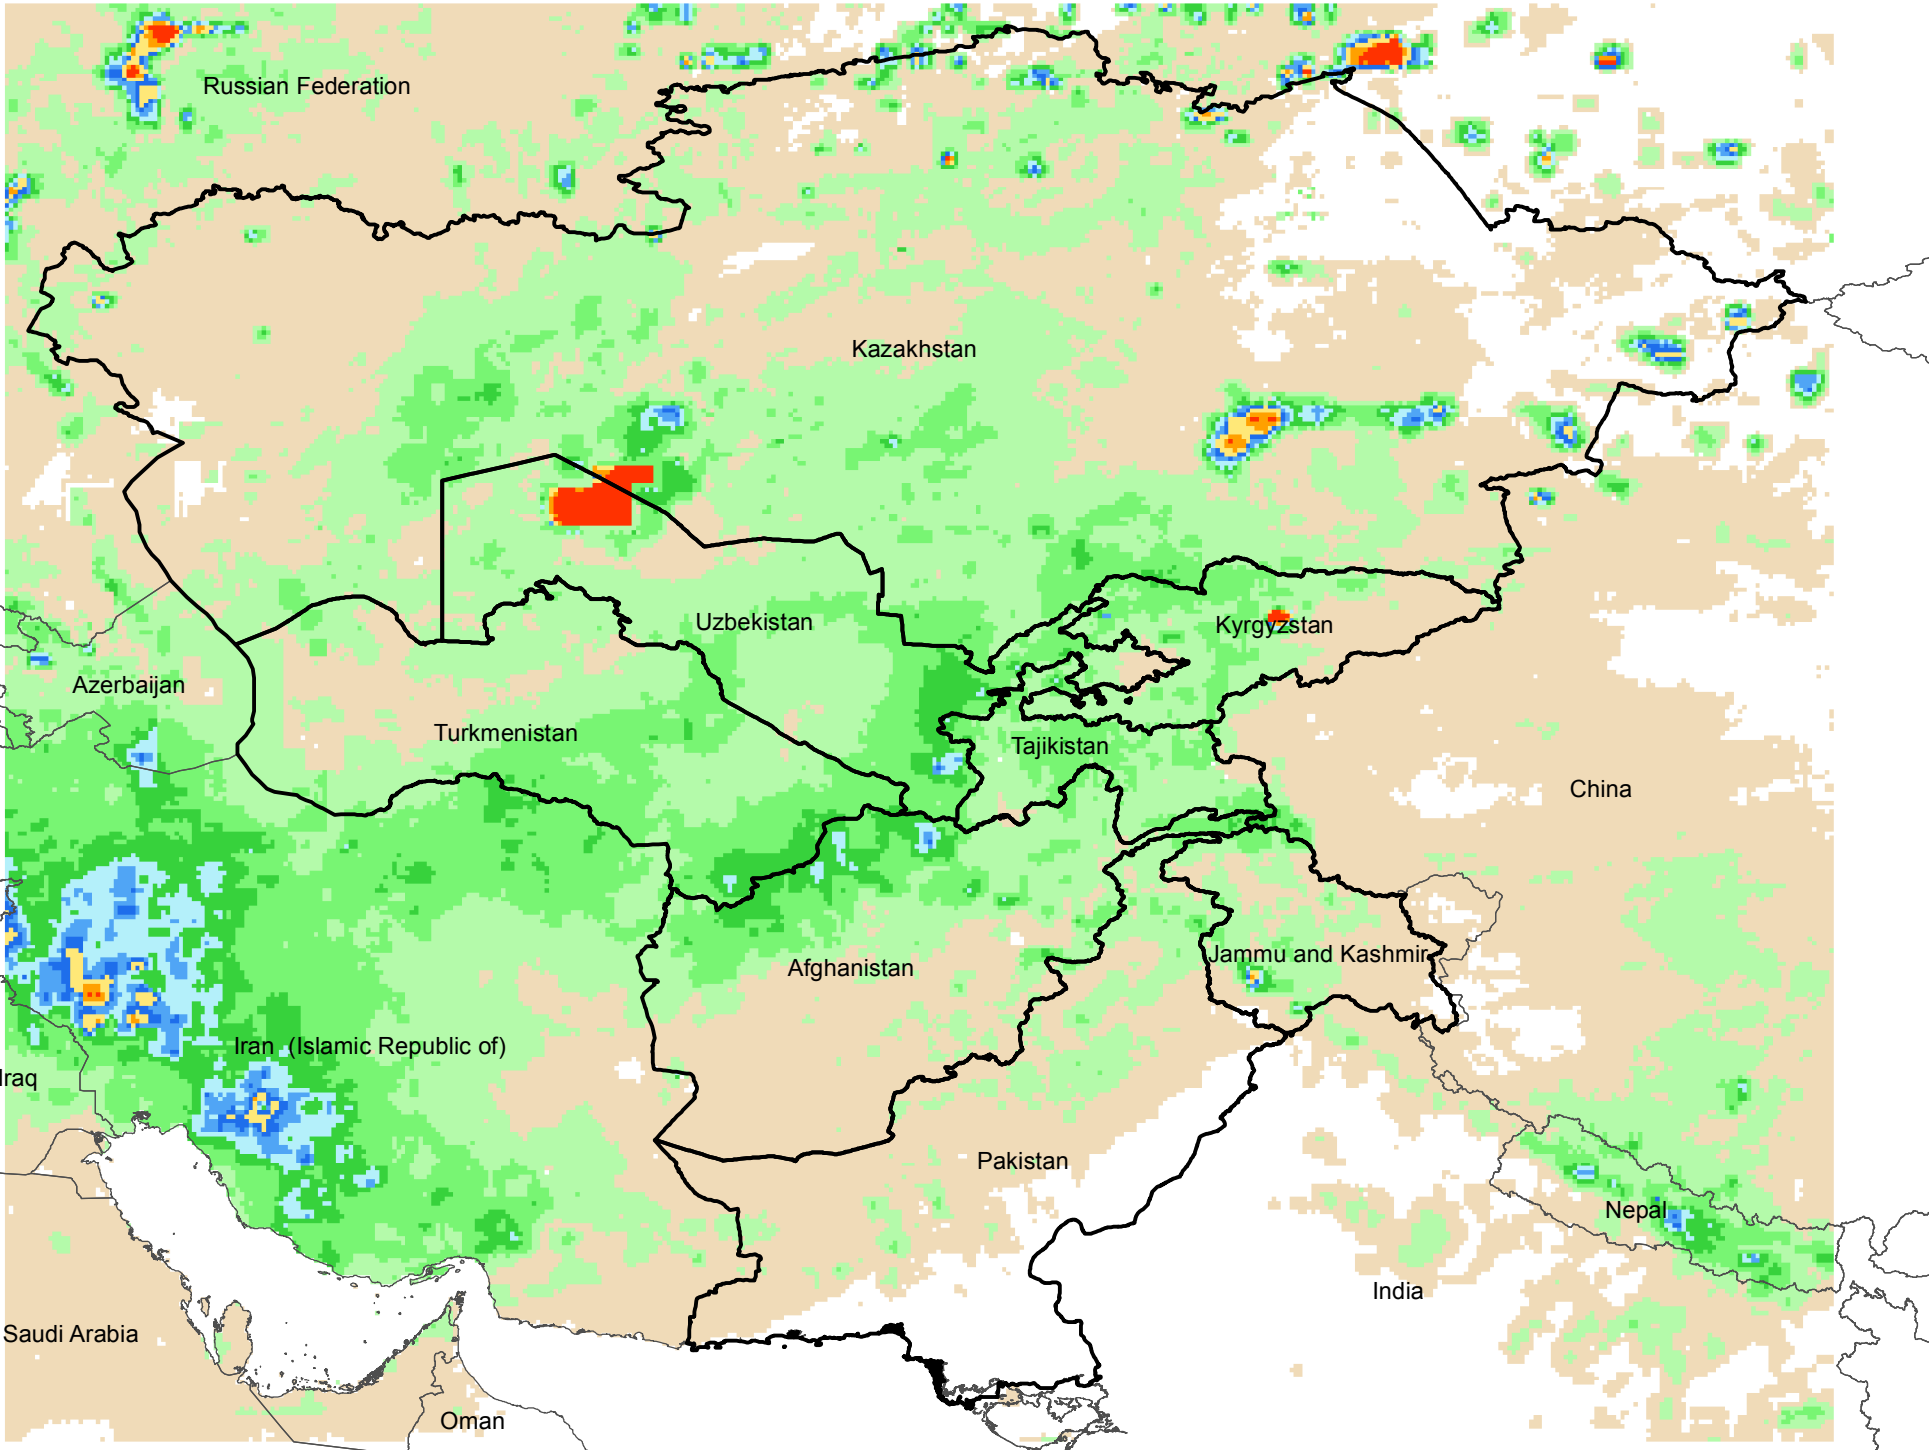 Russian Federation
Kazakhstan
Uzbekistan
Kyrgyzstan
Azerbaijan
Turkmenistan
Tajikistan
China
Afghanistan
Jammu and Kashmir
Iran (Islamic Republic of)
Iraq
Pakistan
Nepal
India
Saudi Arabia
Oman